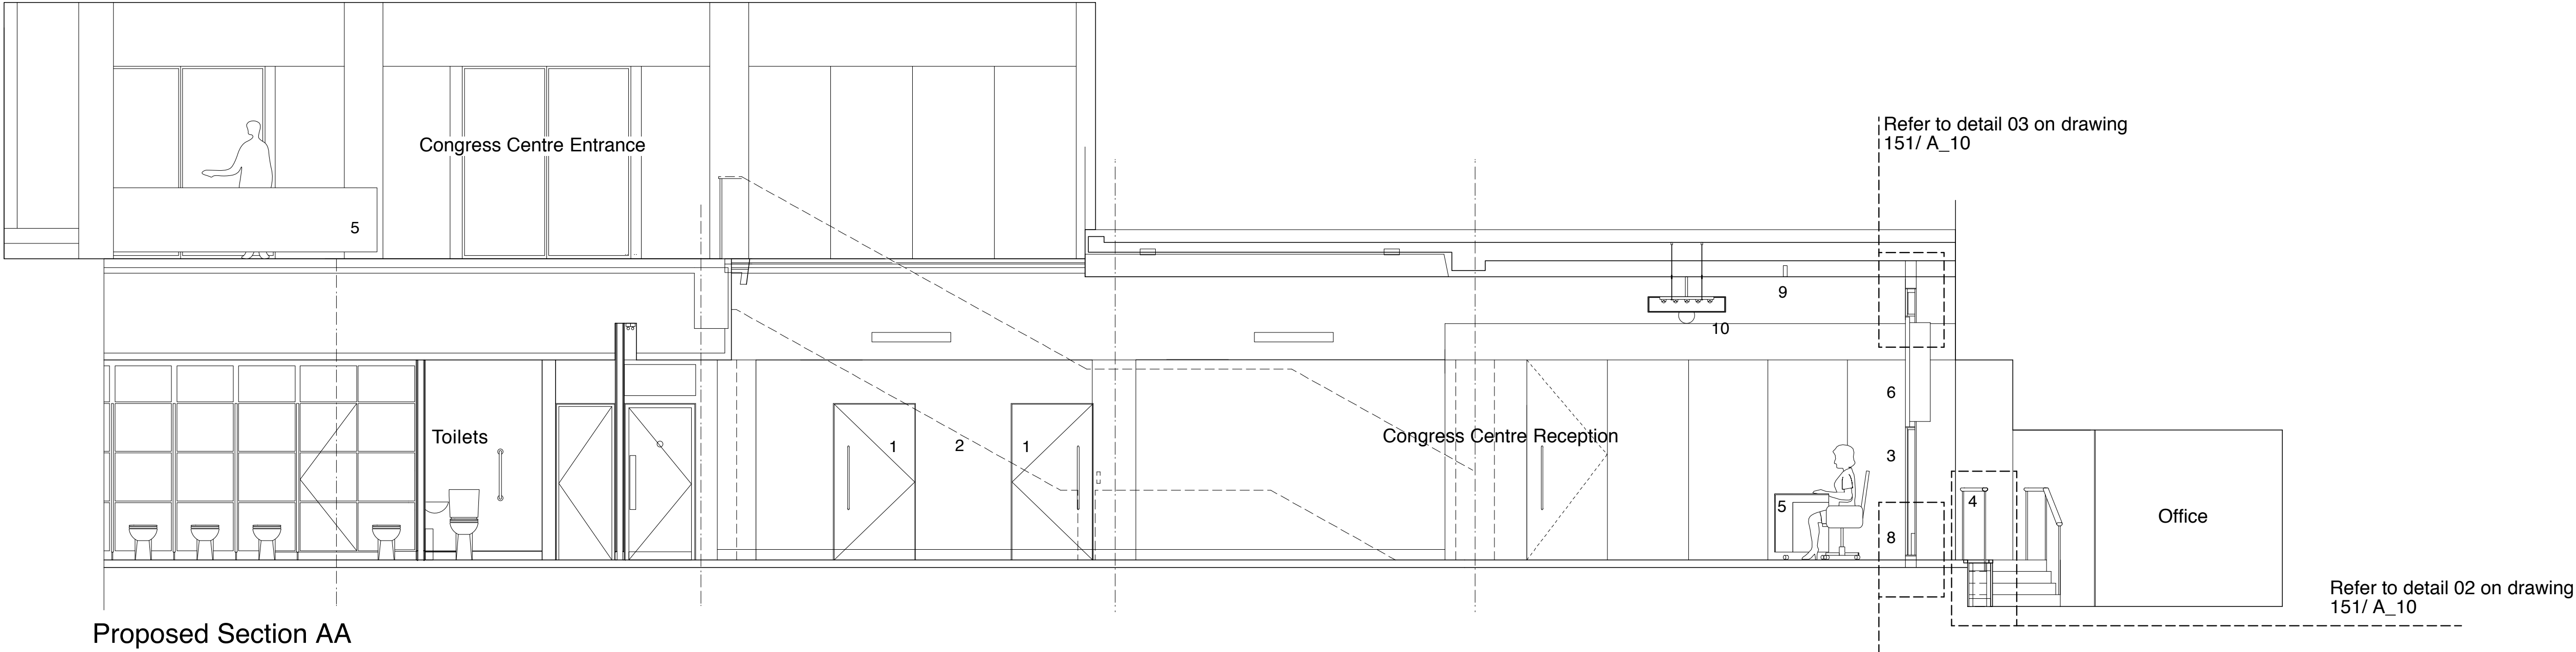 Refer to detail 03 on drawing
151/ A_10
Congress Centre Entrance
5
9
10
6
Toilets
1
2
1
Congress Centre Reception
3
5
4
Office
8
Refer to detail 02 on drawing
151/ A_10
Proposed Section AA